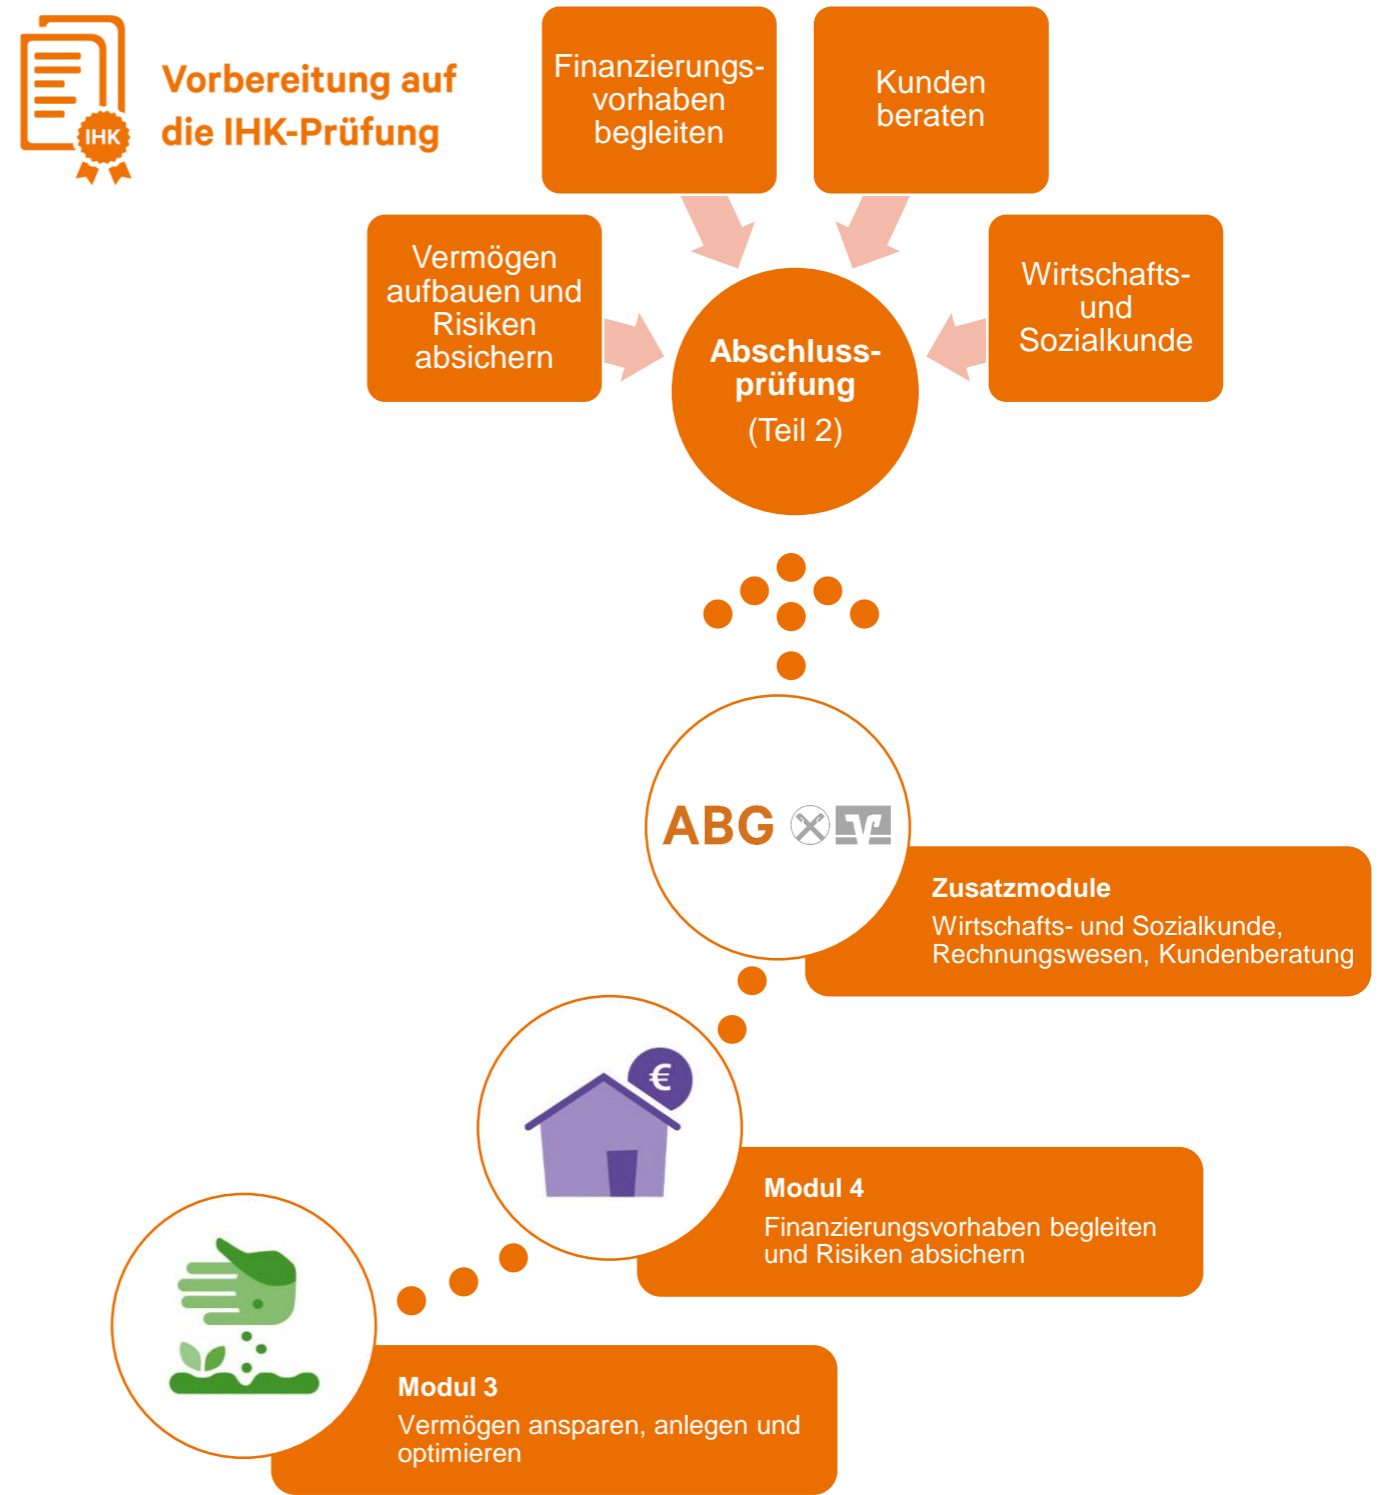 Vorbereitung auf
die IHK-Prüfung
IHK
Finanzierungs-
vorhaben
begleiten
Kunden
beraten
Vermögen
aufbauen und
Risiken
absichern
Wirtschafts-
und
Sozialkunde
Abschluss-
prüfung
(Teil 2)
ABG
Zusatzmodule
Wirtschafts- und Sozialkunde,
Rechnungswesen, Kundenberatung
€
Modul 4
Finanzierungsvorhaben begleiten
und Risiken absichern
Modul 3
Vermögen ansparen, anlegen und
optimieren